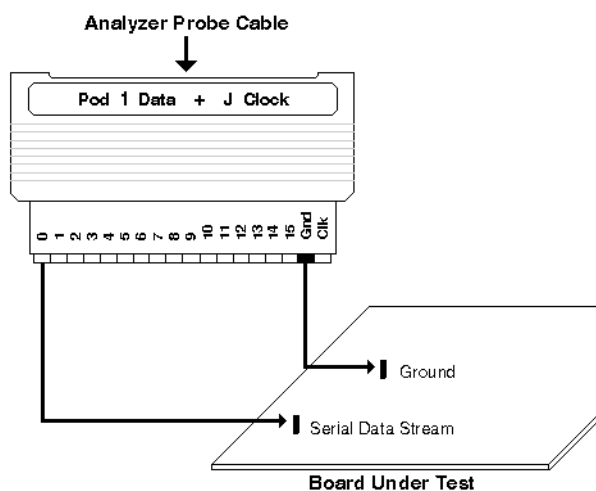 Analyzer Probe Cable
Pod 1 Data + J Clock
0 1 2 3 4 5 6 7 8 9 10 11 12 13 14 15 Gnd Clk
Ground
Serial Data Stream
Board Under Test